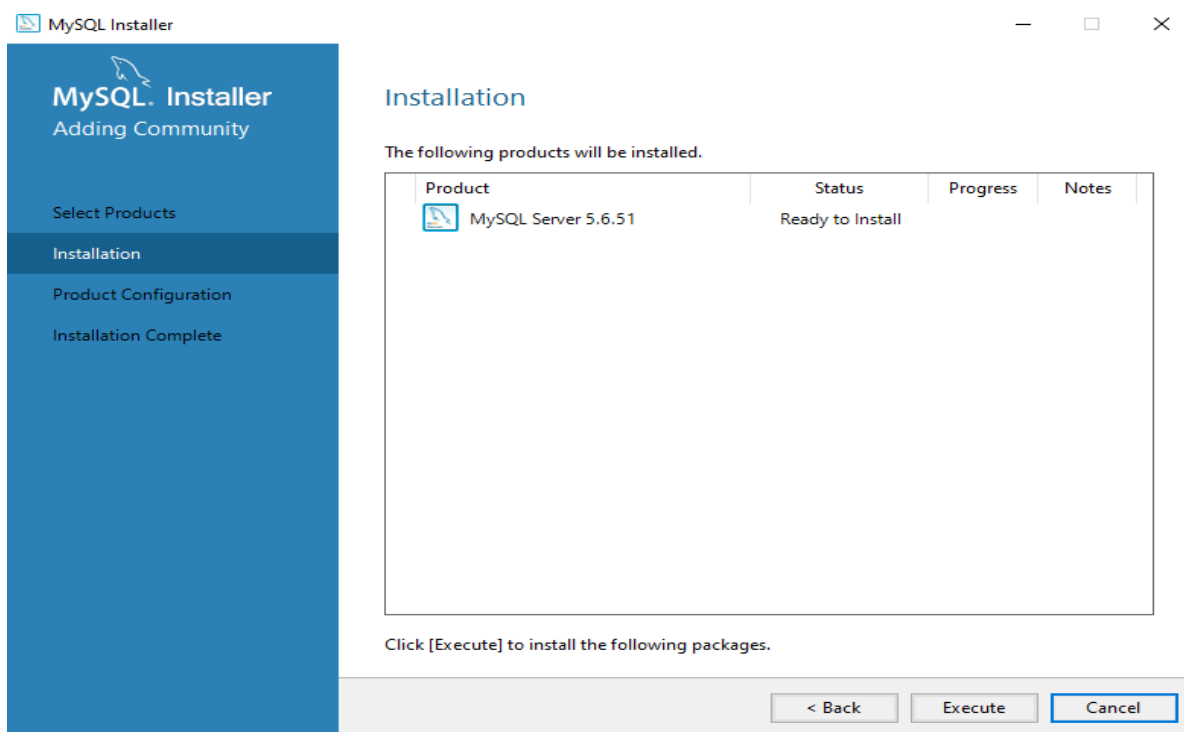 MySQL Installer
MySQL. Installer
Adding Community
Select Products
Installation
Product Configuration
Installation Complete
Installation
The following products will be installed.
Product Status Progress Notes
MySQL Server 5.6.51 Ready to Install
Click [Execute] to install the following packages.
< Back Execute Cancel